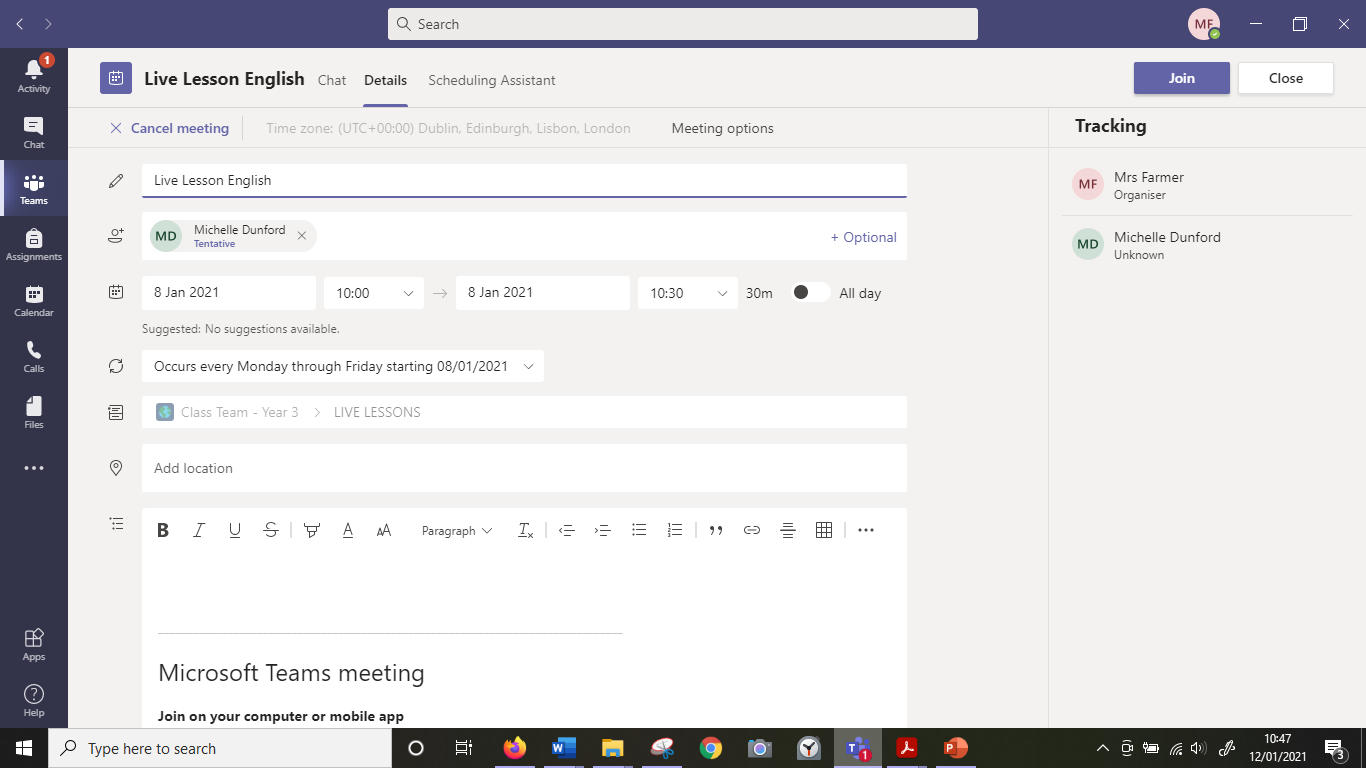 Search
MF
1
Activity
Chat
Teams
Assignments
Calendar
Calls
Files
Apps
Help
Live Lesson English
Chat
Details
Scheduling Assistant
Join
Close
Cancel meeting
Time zone: (UTC+00:00) Dublin, Edinburgh, Lisbon, London
Meeting options
Live Lesson English
MD
Michelle Dunford
Tentative
+ Optional
8 Jan 2021
10:00
8 Jan 2021
10:30
30m
All day
Suggested: No suggestions available.
Occurs every Monday through Friday starting 08/01/2021
Class Team - Year 3 > LIVE LESSONS
Add location
B I U S A AA Paragraph
Microsoft Teams meeting
Join on your computer or mobile app
Tracking
MF
Mrs Farmer
Organiser
MD
Michelle Dunford
Unknown
Type here to search
1
10:47
12/01/2021
3